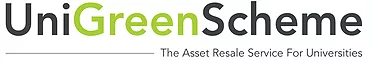 UniGreenScheme
The Asset Resale Service For Universities